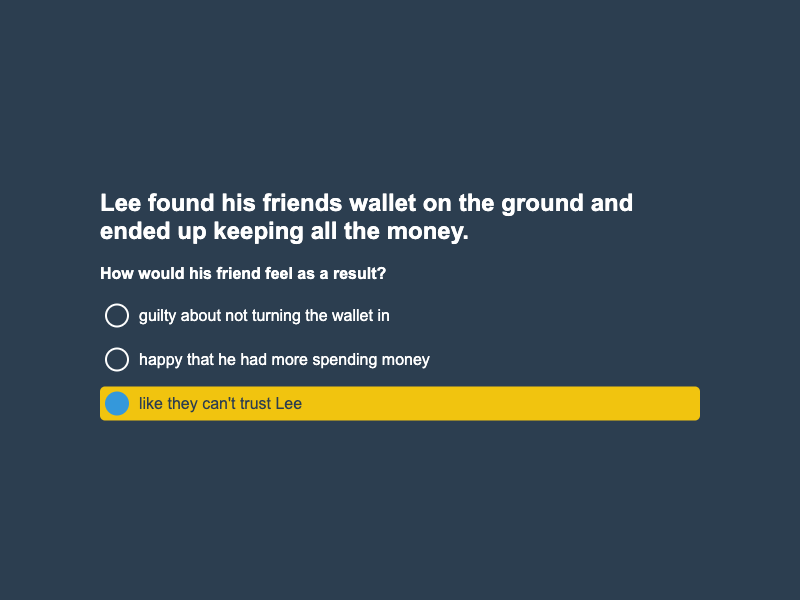 Lee found his friends wallet on the ground and
ended up keeping all the money.
How would his friend feel as a result?
guilty about not turning the wallet in
happy that he had more spending money
like they can't trust Lee